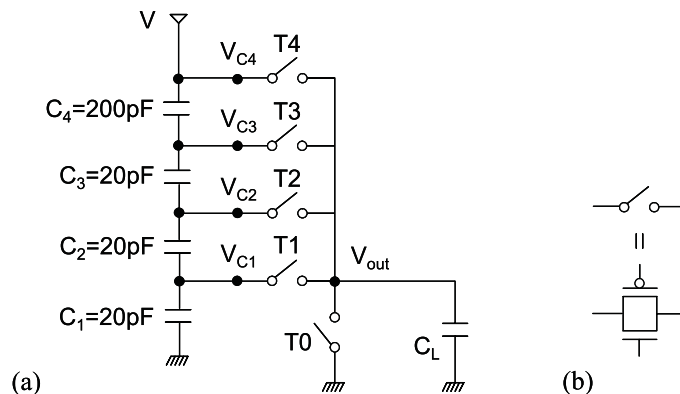 V
V_C4 T4
C_4=200pF
V_C3 T3
C_3=20pF
V_C2 T2
C_2=20pF
V_C1 T1
V_out
C_1=20pF
T0
C_L
(a)
(b)